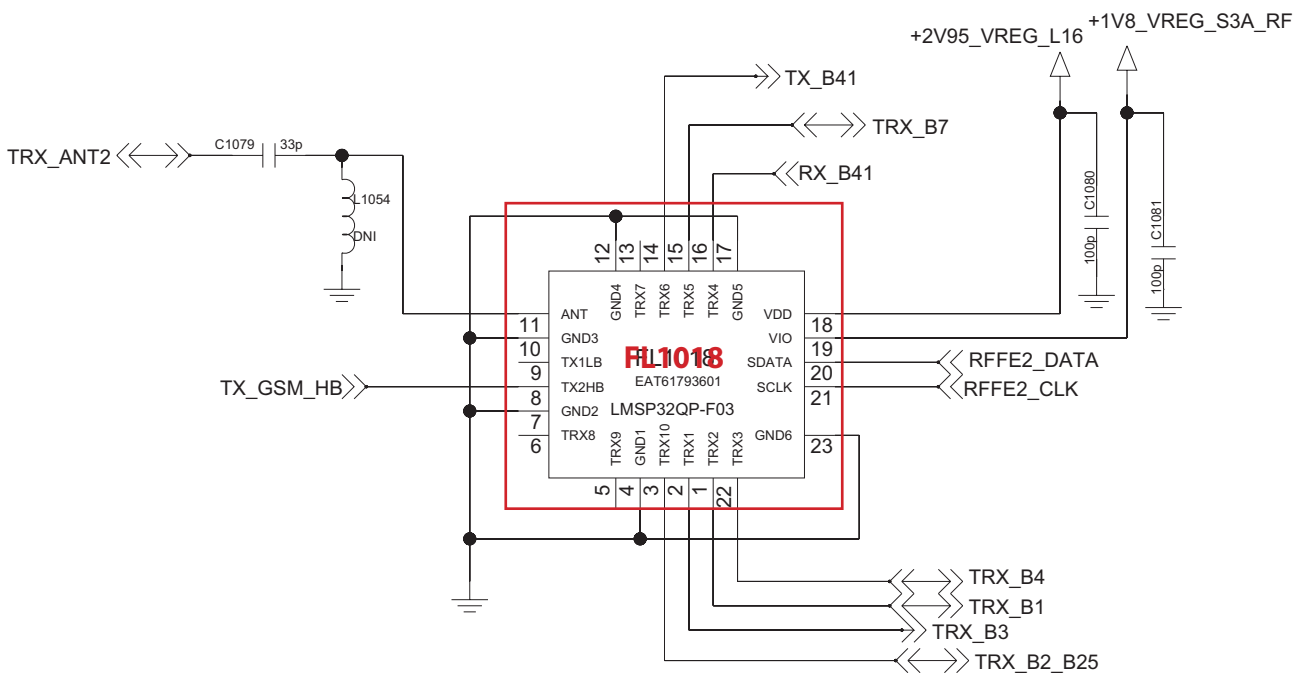 +1V8_VREG_S3A_RF
+2V95_VREG_L16
TX_B41
TRX_B7
C1079 33p
TRX_ANT2
RX_B41
L1054
DNI
C1080
100p
C1081
100p
12 13 14 15 16 17
GND4 TRX7 TRX6 TRX5 TRX4 GND5
ANT VDD
11 18
GND3 VIO
10 19
TX1LB FL1018 SDATA RFFE2_DATA
9 20
TX_GSM_HB TX2HB EAT61793601 SCLK RFFE2_CLK
8 21
GND2 LMSP32QP-F03
7
TRX8 GND6
6 23
TRX9 GND1 TRX10 TRX1 TRX2 TRX3
5 4 3 2 1 22
TRX_B4
TRX_B1
TRX_B3
TRX_B2_B25